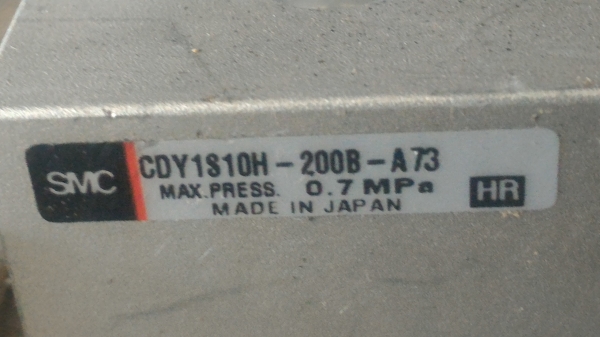 SMC
CDY1S10H-200B-A73
MAX.PRESS. 0.7MPa
MADE IN JAPAN
HR